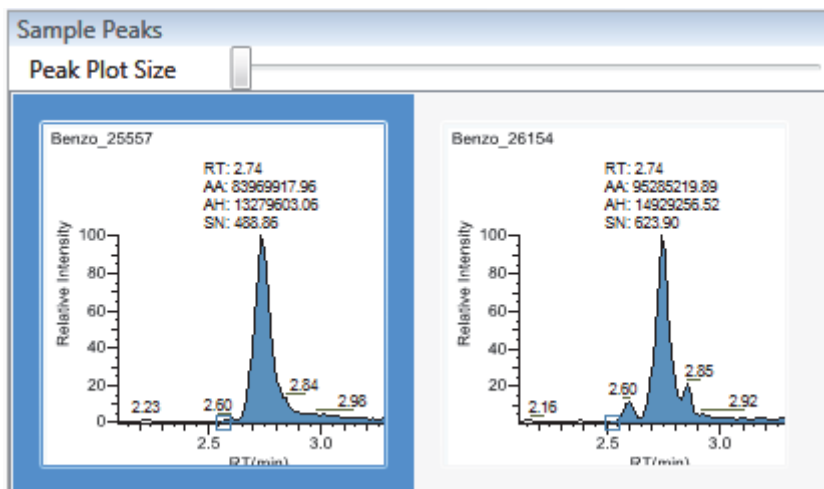 Sample Peaks
Peak Plot Size
Benzo_25557
RT: 2.74
AA: 83969917.96
AH: 13279603.06
SN: 488.86
Relative Intensity
100
80
60
40
20
0
2.23
2.60
2.84
2.98
2.5
3.0
RT(min)
Benzo_26154
RT: 2.74
AA: 95285219.89
AH: 14929256.52
SN: 623.90
Relative Intensity
100
80
60
40
20
2.16
2.60
2.85
2.92
2.5
3.0
RT(min)